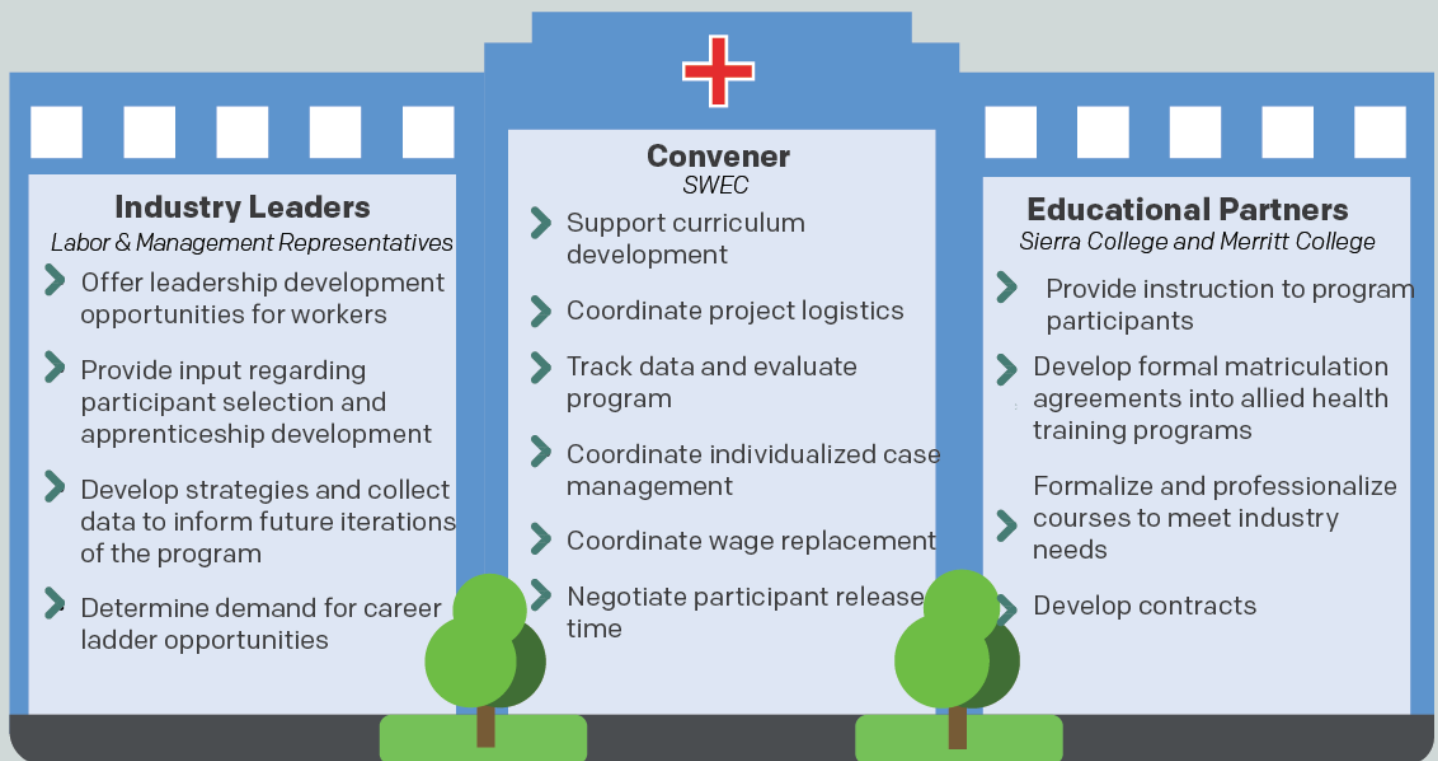 Industry Leaders
Labor & Management Representatives
Offer leadership development
opportunities for workers
Provide input regarding
participant selection and
apprenticeship development
Develop strategies and collect
data to inform future iterations
of the program
Determine demand for career
ladder opportunities
Convener
SWEC
Support curriculum
development
Coordinate project logistics
Track data and evaluate
program
Coordinate individualized case
management
Coordinate wage replacement
Negotiate participant release
time
Educational Partners
Sierra College and Merritt College
Provide instruction to program
participants
Develop formal matriculation
agreements into allied health
training programs
Formalize and professionalize
courses to meet industry
needs
Develop contracts